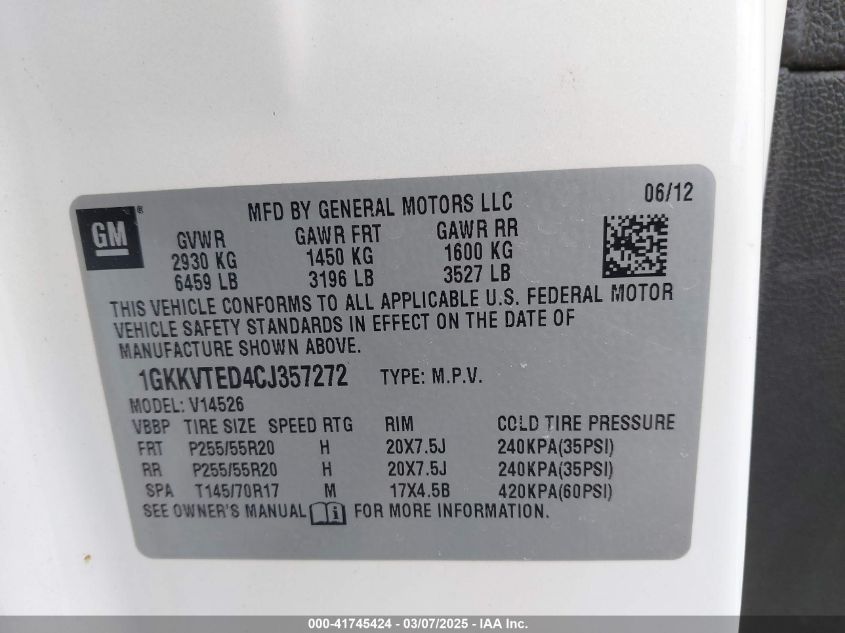 GM ®
MFD BY GENERAL MOTORS LLC 06/12
GVWR GAWR FRT GAWR RR
2930 KG 1450 KG 1600 KG
6459 LB 3196 LB 3527 LB
THIS VEHICLE CONFORMS TO ALL APPLICABLE U.S. FEDERAL MOTOR
VEHICLE SAFETY STANDARDS IN EFFECT ON THE DATE OF
MANUFACTURE SHOWN ABOVE.
1GKKVTED4CJ357272 TYPE: M.P.V.
MODEL: V14526
VBBP TIRE SIZE SPEED RTG RIM COLD TIRE PRESSURE
FRT P255/55R20 H 20X7.5J 240KPA(35PSI)
RR P255/55R20 H 20X7.5J 240KPA(35PSI)
SPA T145/70R17 M 17X4.5B 420KPA(60PSI)
SEE OWNER'S MANUAL i FOR MORE INFORMATION.
000-41745424 - 03/07/2025 - IAA Inc.